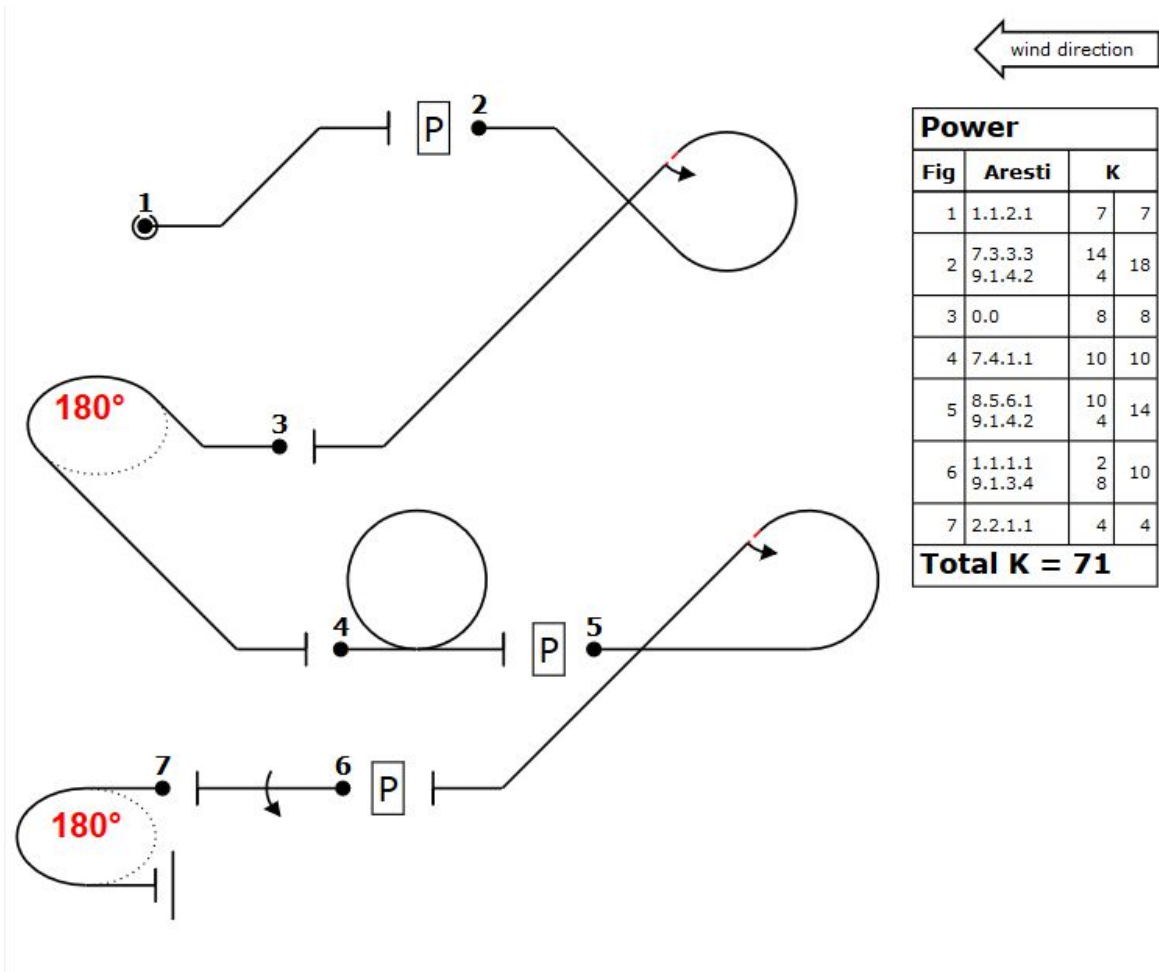 wind direction
P
2
1
3
180°
4
P
5
7
6
P
180°
Power
Fig Aresti K
1 1.1.2.1 7 7
2 7.3.3.3 14 18
9.1.4.2 4
3 0.0 8 8
4 7.4.1.1 10 10
5 8.5.6.1 10 14
9.1.4.2 4
6 1.1.1.1 2 10
9.1.3.4 8
7 2.2.1.1 4 4
Total K = 71